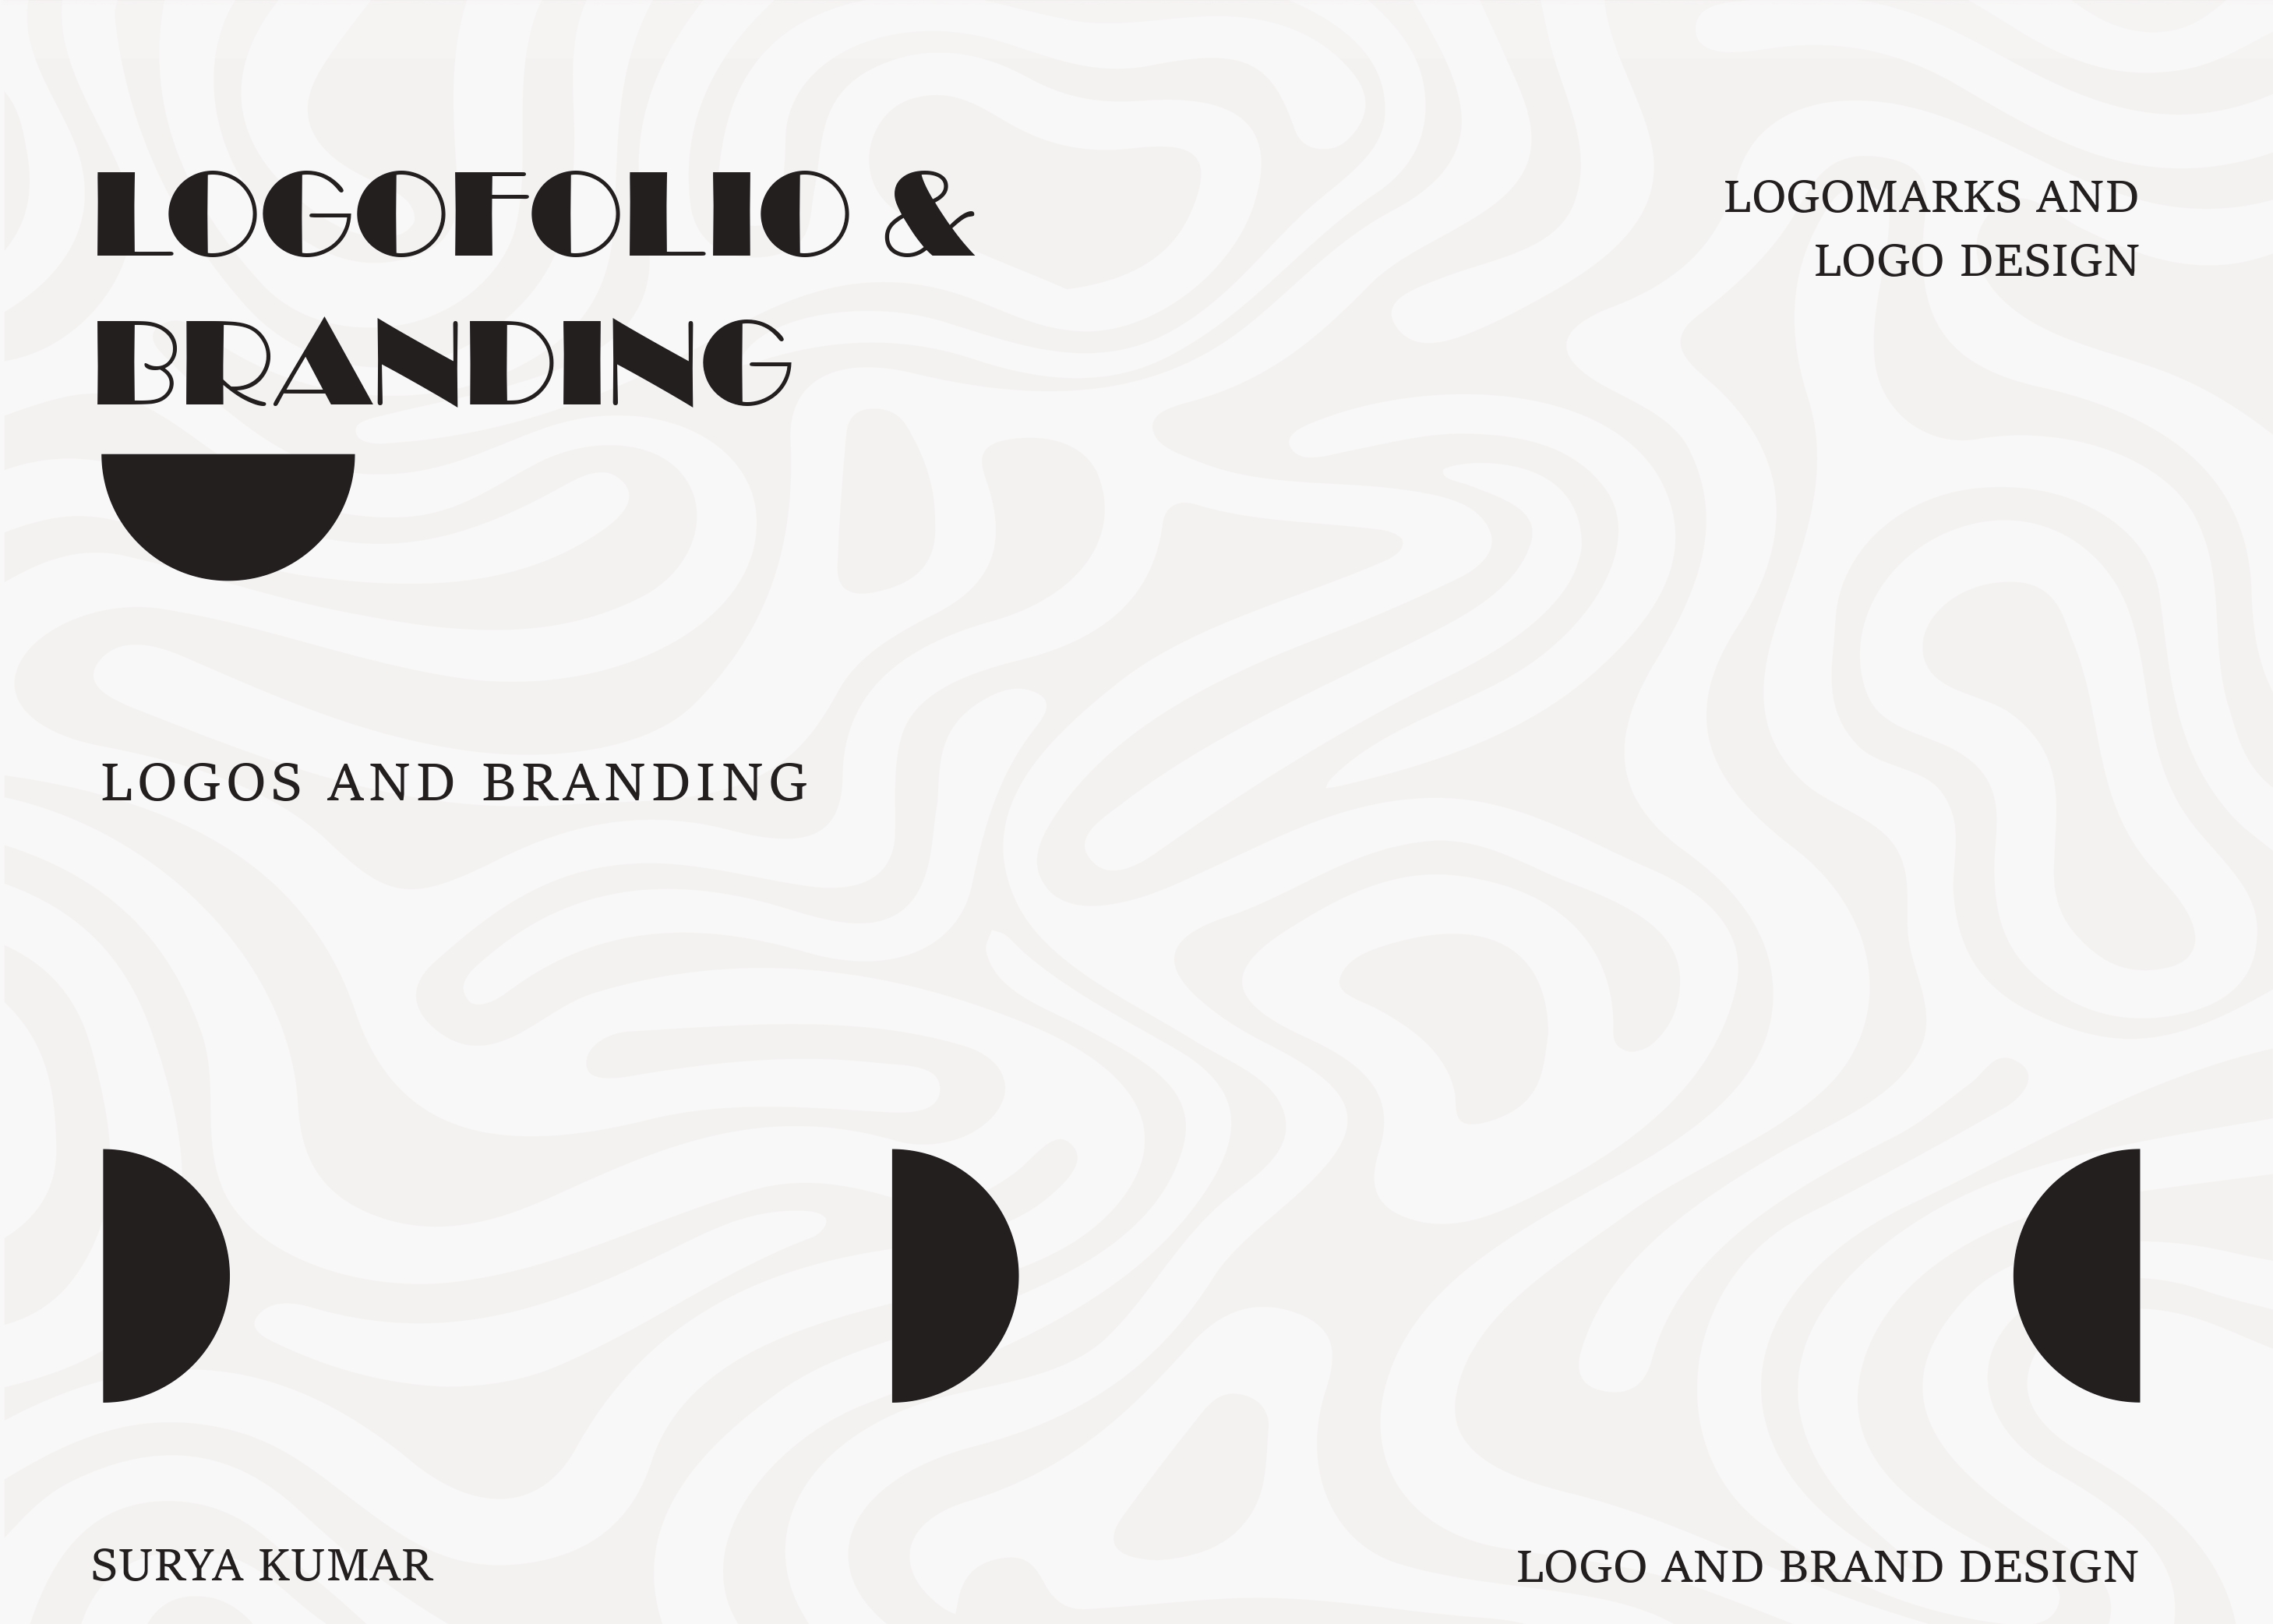 LOGOFOLIO &
BRANDING
LOGOMARKS AND
LOGO DESIGN
LOGOS AND BRANDING
SURYA KUMAR
LOGO AND BRAND DESIGN